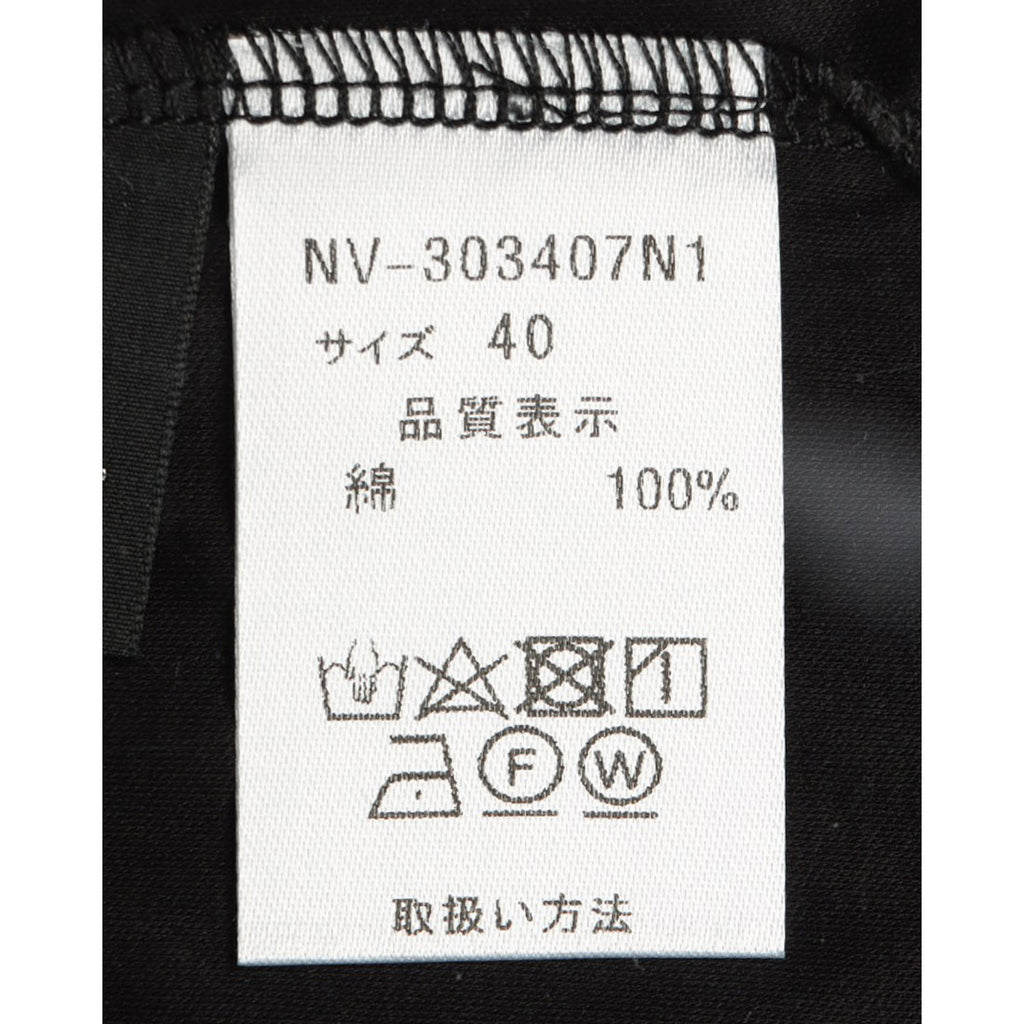 NV-303407N1
サイズ 40
品質表示
綿 100%
F W
取扱い方法